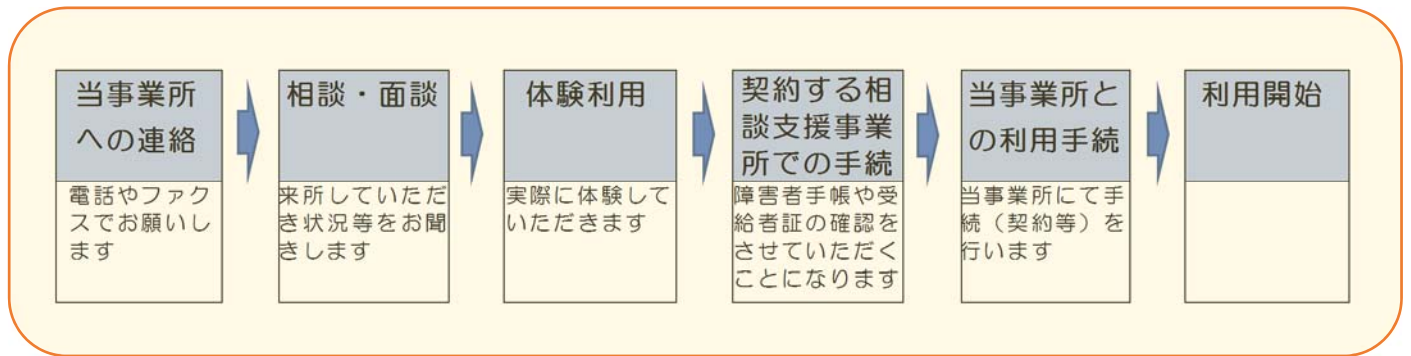 当事業所
への連絡
電話やファク
スでお願いし
ます
相談・面談
来所していただ
き状況等をお聞
きします
体験利用
実際に体験して
いただきます
契約する相
談支援事業
所での手続
障害者手帳や受
給者証の確認を
させていただく
ことになります
当事業所と
の利用手続
当事業所にて手
続（契約等）を
行います
利用開始